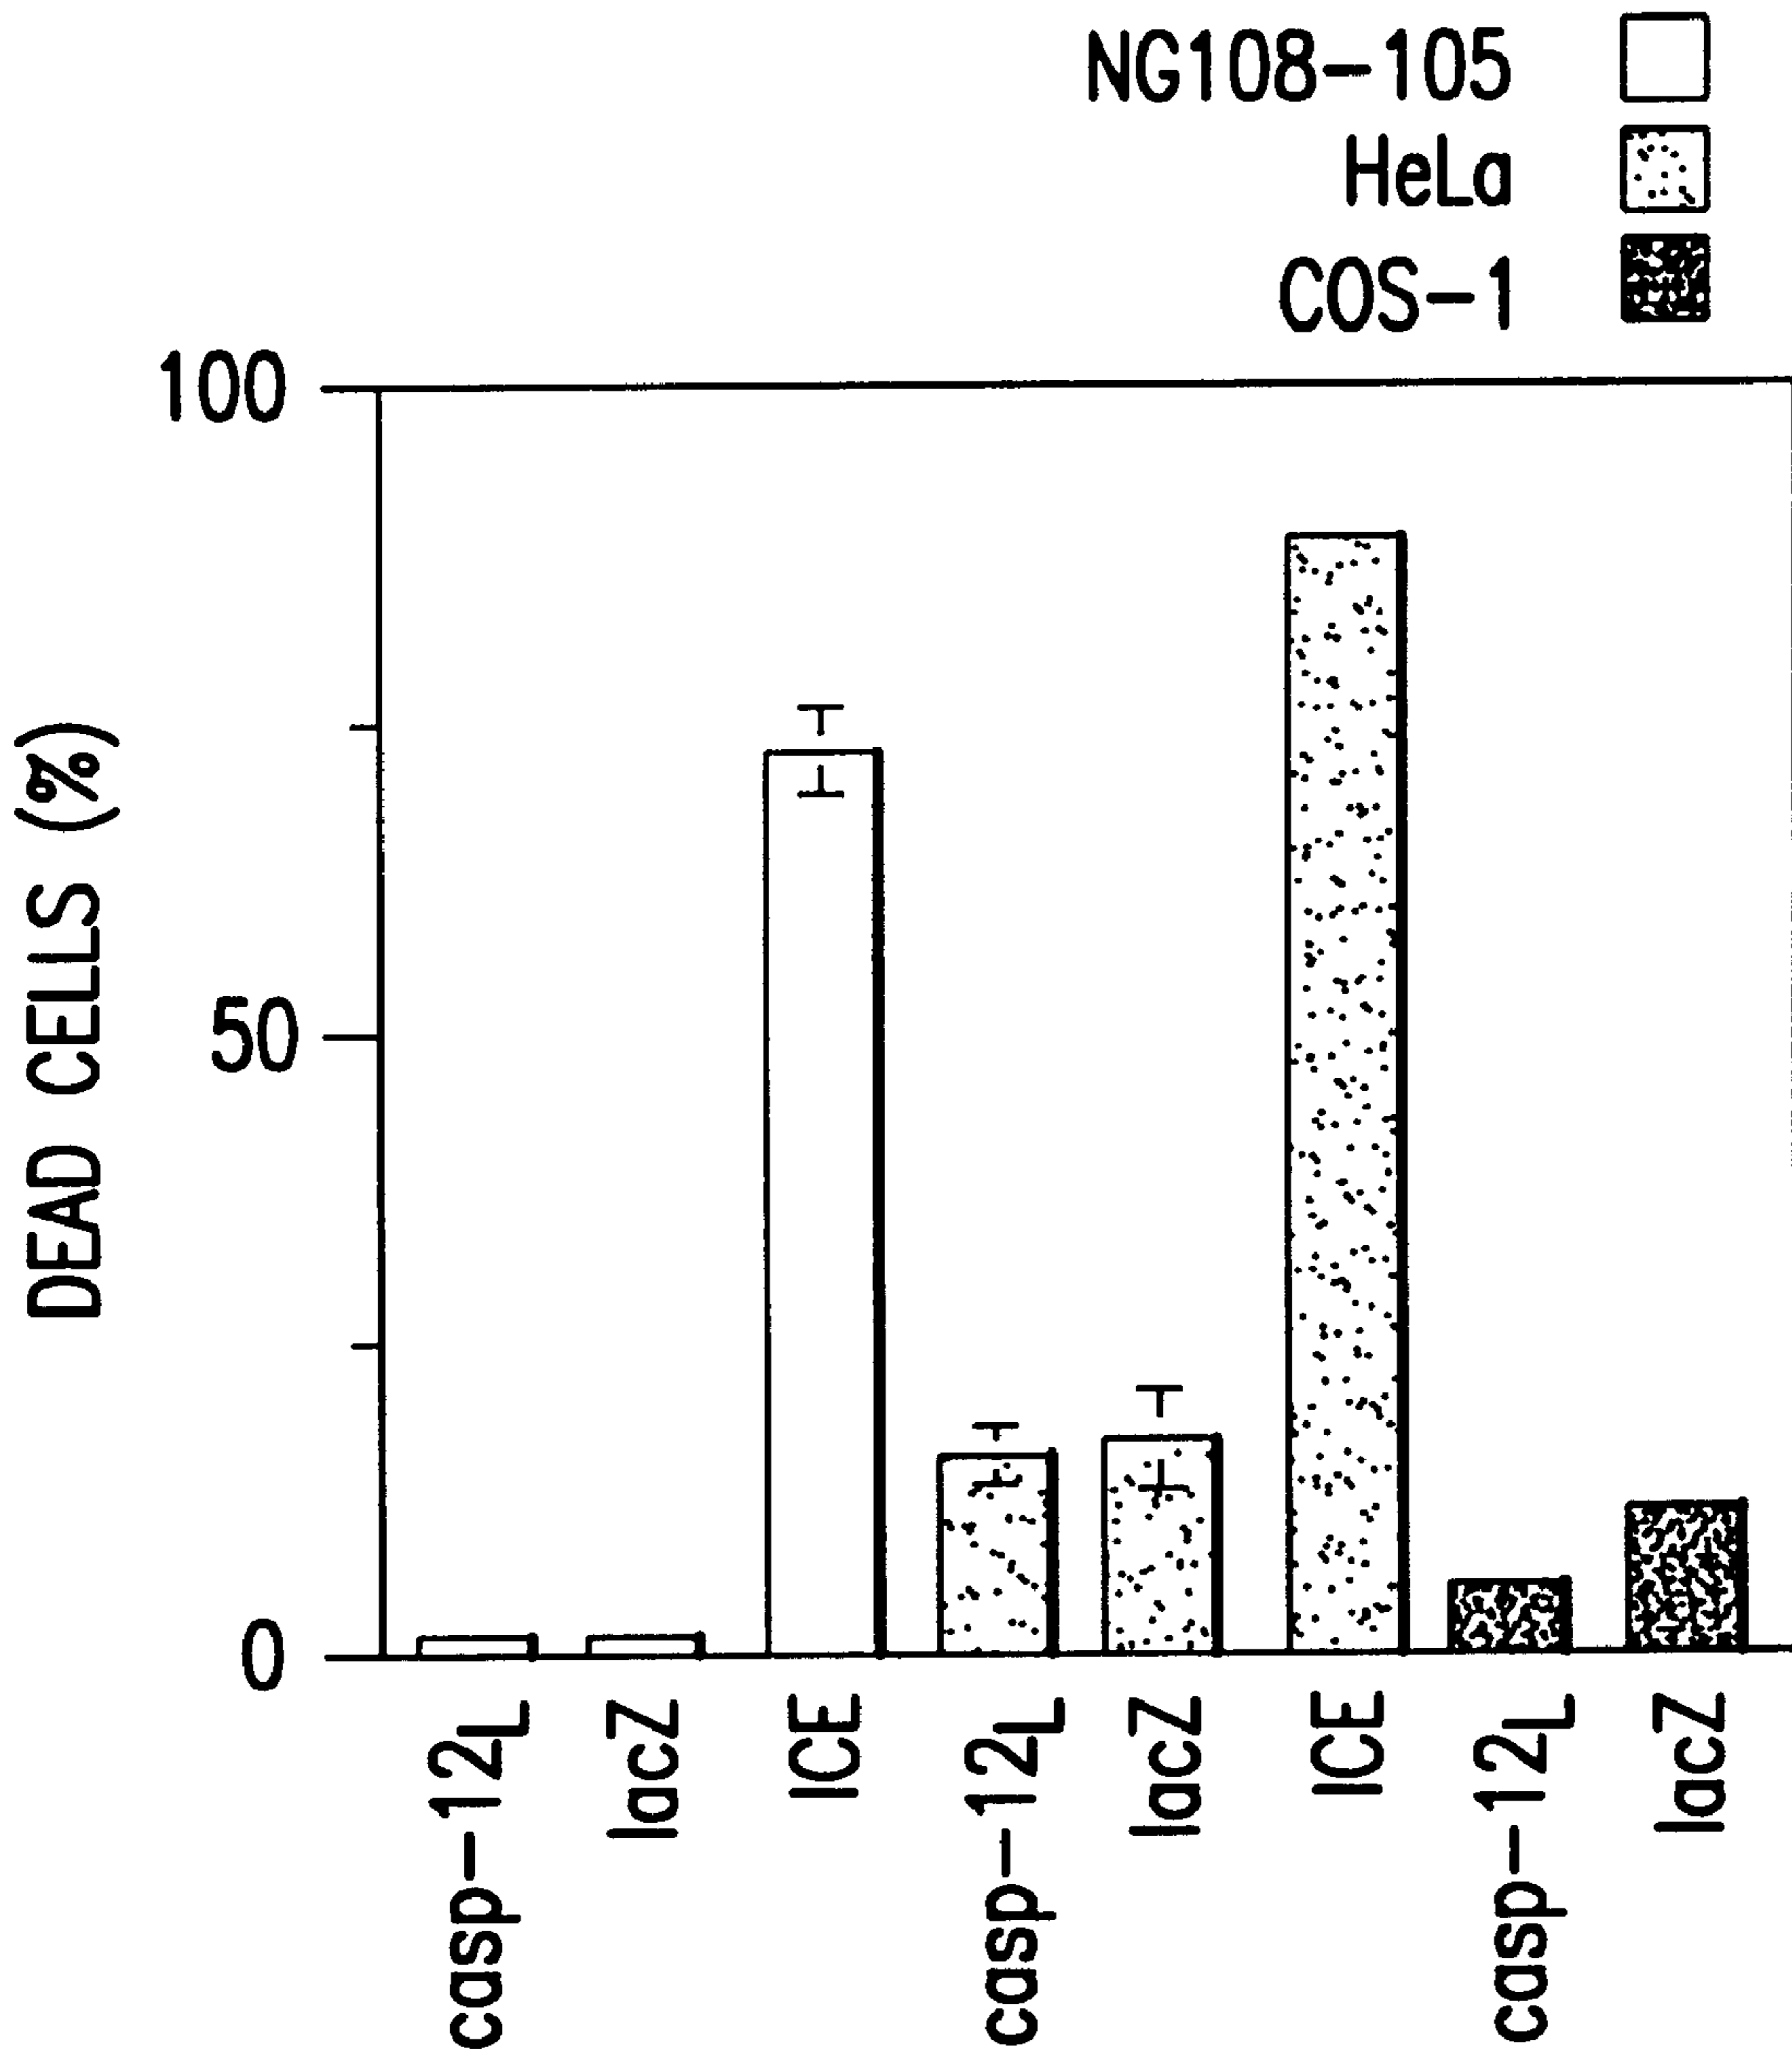 NG108-105
HeLa
COS-1
100
50
0
DEAD CELLS (%)
casp-12L
lacZ
ICE
casp-12L
lacZ
ICE
casp-12L
lacZ